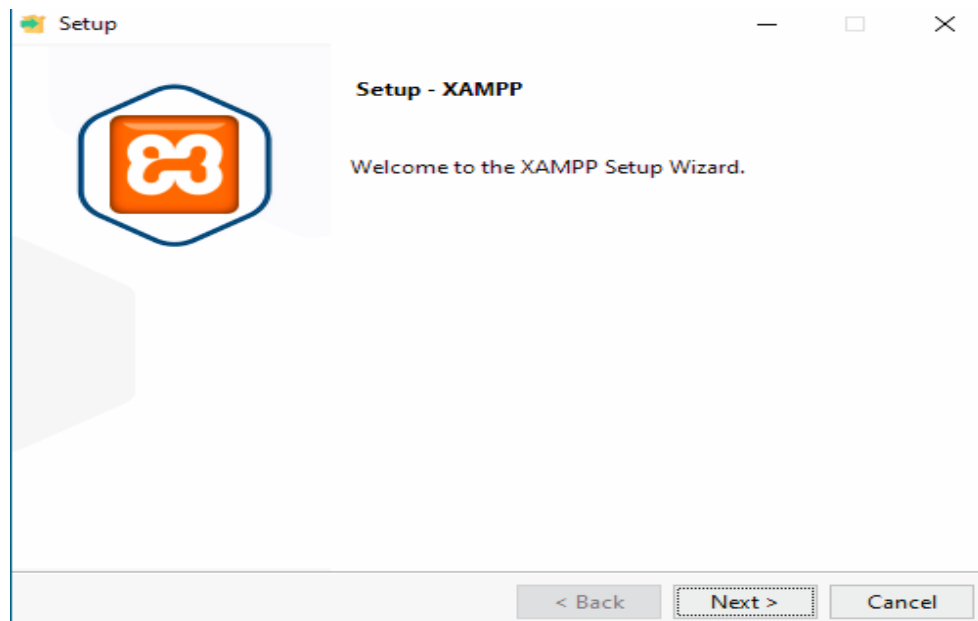 Setup
Setup - XAMPP
Welcome to the XAMPP Setup Wizard.
< Back
Next >
Cancel